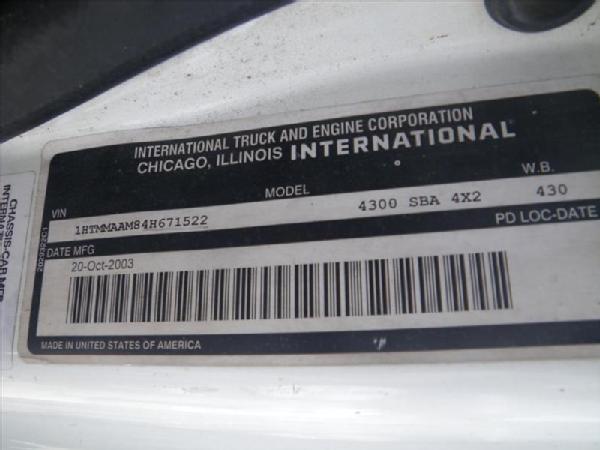 INTERNATIONAL TRUCK AND ENGINE CORPORATION
CHICAGO, ILLINOIS INTERNATIONAL®
VIN MODEL W.B.
1HTMMAAM84H671522 4300 SBA 4X2 430
DATE MFG PD LOC-DATE
20-Oct-2003
MADE IN UNITED STATES OF AMERICA
CHASSIS-CAB MFD